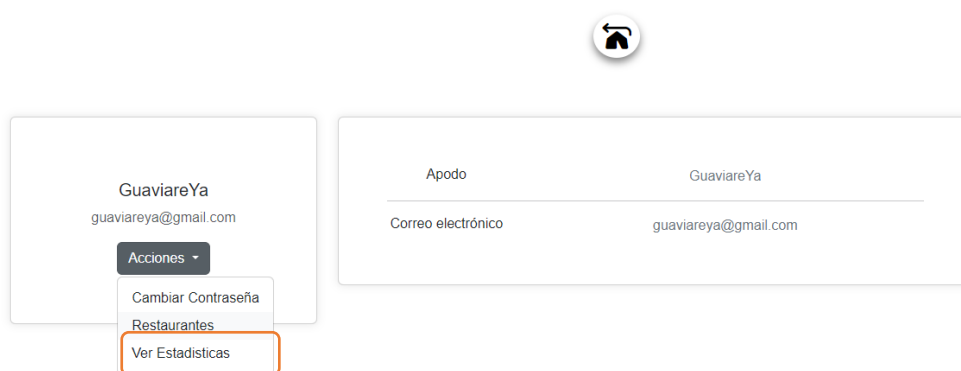 GuaviareYa
guaviareya@gmail.com
Acciones
Cambiar Contraseña
Restaurantes
Ver Estadisticas
Apodo GuaviareYa
Correo electrónico guaviareya@gmail.com